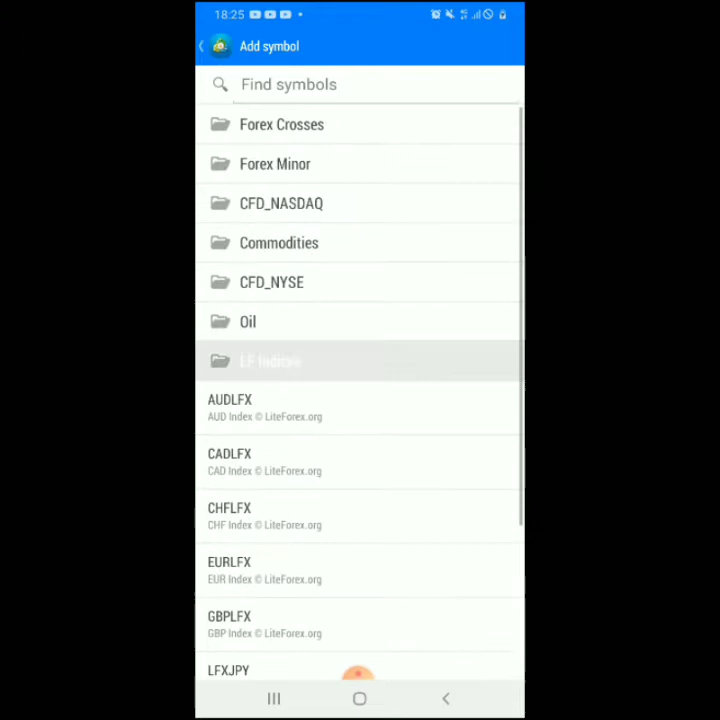 18:25
Add symbol
Find symbols
Forex Crosses
Forex Minor
CFD_NASDAQ
Commodities
CFD_NYSE
Oil
LF Indices
AUDLFX
AUD Index © LiteForex.org
CADLFX
CAD Index © LiteForex.org
CHFLFX
CHF Index © LiteForex.org
EURLFX
EUR Index © LiteForex.org
GBPLFX
GBP Index © LiteForex.org
LFXJPY